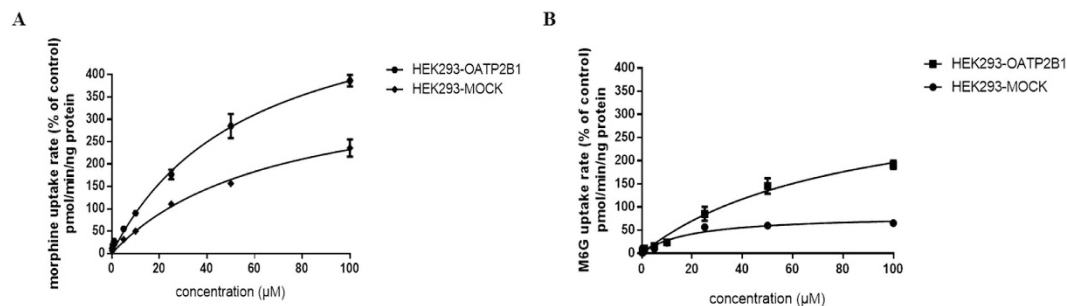 A
morphine uptake rate (% of control)
pmol/min/ng protein
400
350
300
250
200
150
100
50
0
0
20
40
60
80
100
concentration (µM)
HEK293-OATP2B1
HEK293-MOCK
B
M6G uptake rate (% of control)
pmol/min/ng protein
400
350
300
250
200
150
100
50
0
0
20
40
60
80
100
concentration (µM)
HEK293-OATP2B1
HEK293-MOCK